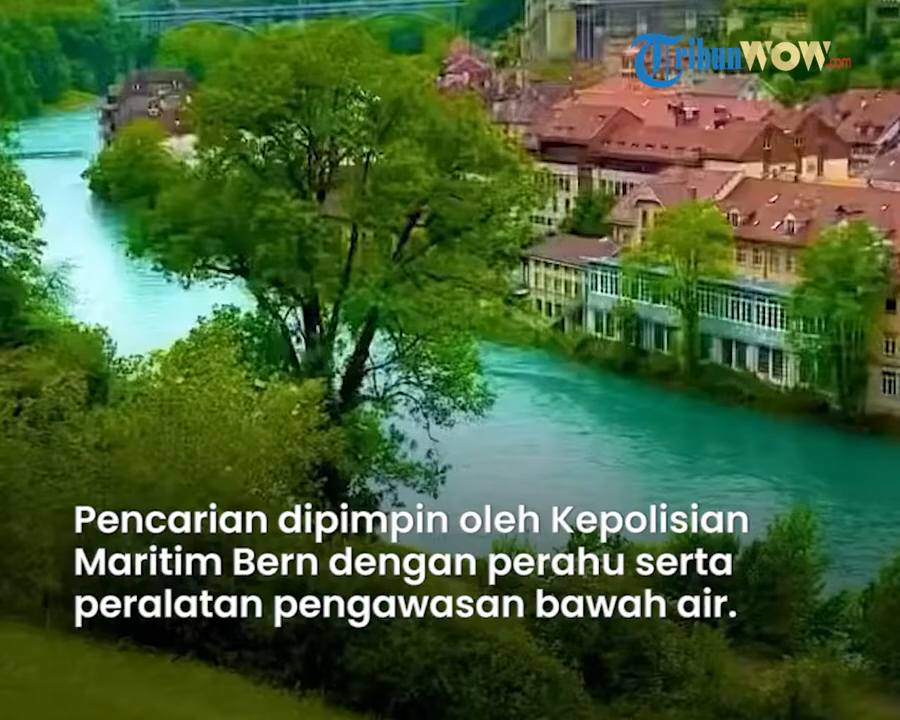 TribunWOW.com
Pencarian dipimpin oleh Kepolisian
Maritim Bern dengan perahu serta
peralatan pengawasan bawah air.